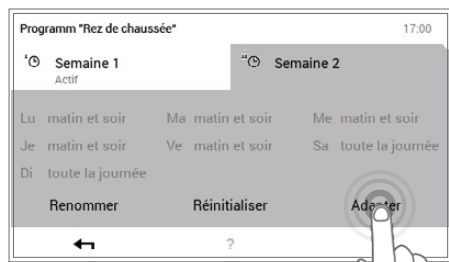 Programm "Rez de chaussée“ 17:00
Semaine 1 Semaine 2
Actif
Lu matin et soir Ma matin et soir Me matin et soir
Je matin et soir Ve matin et soir Sa toute la journée
Di toute la journée
Renommer Réinitialiser Adapter
?